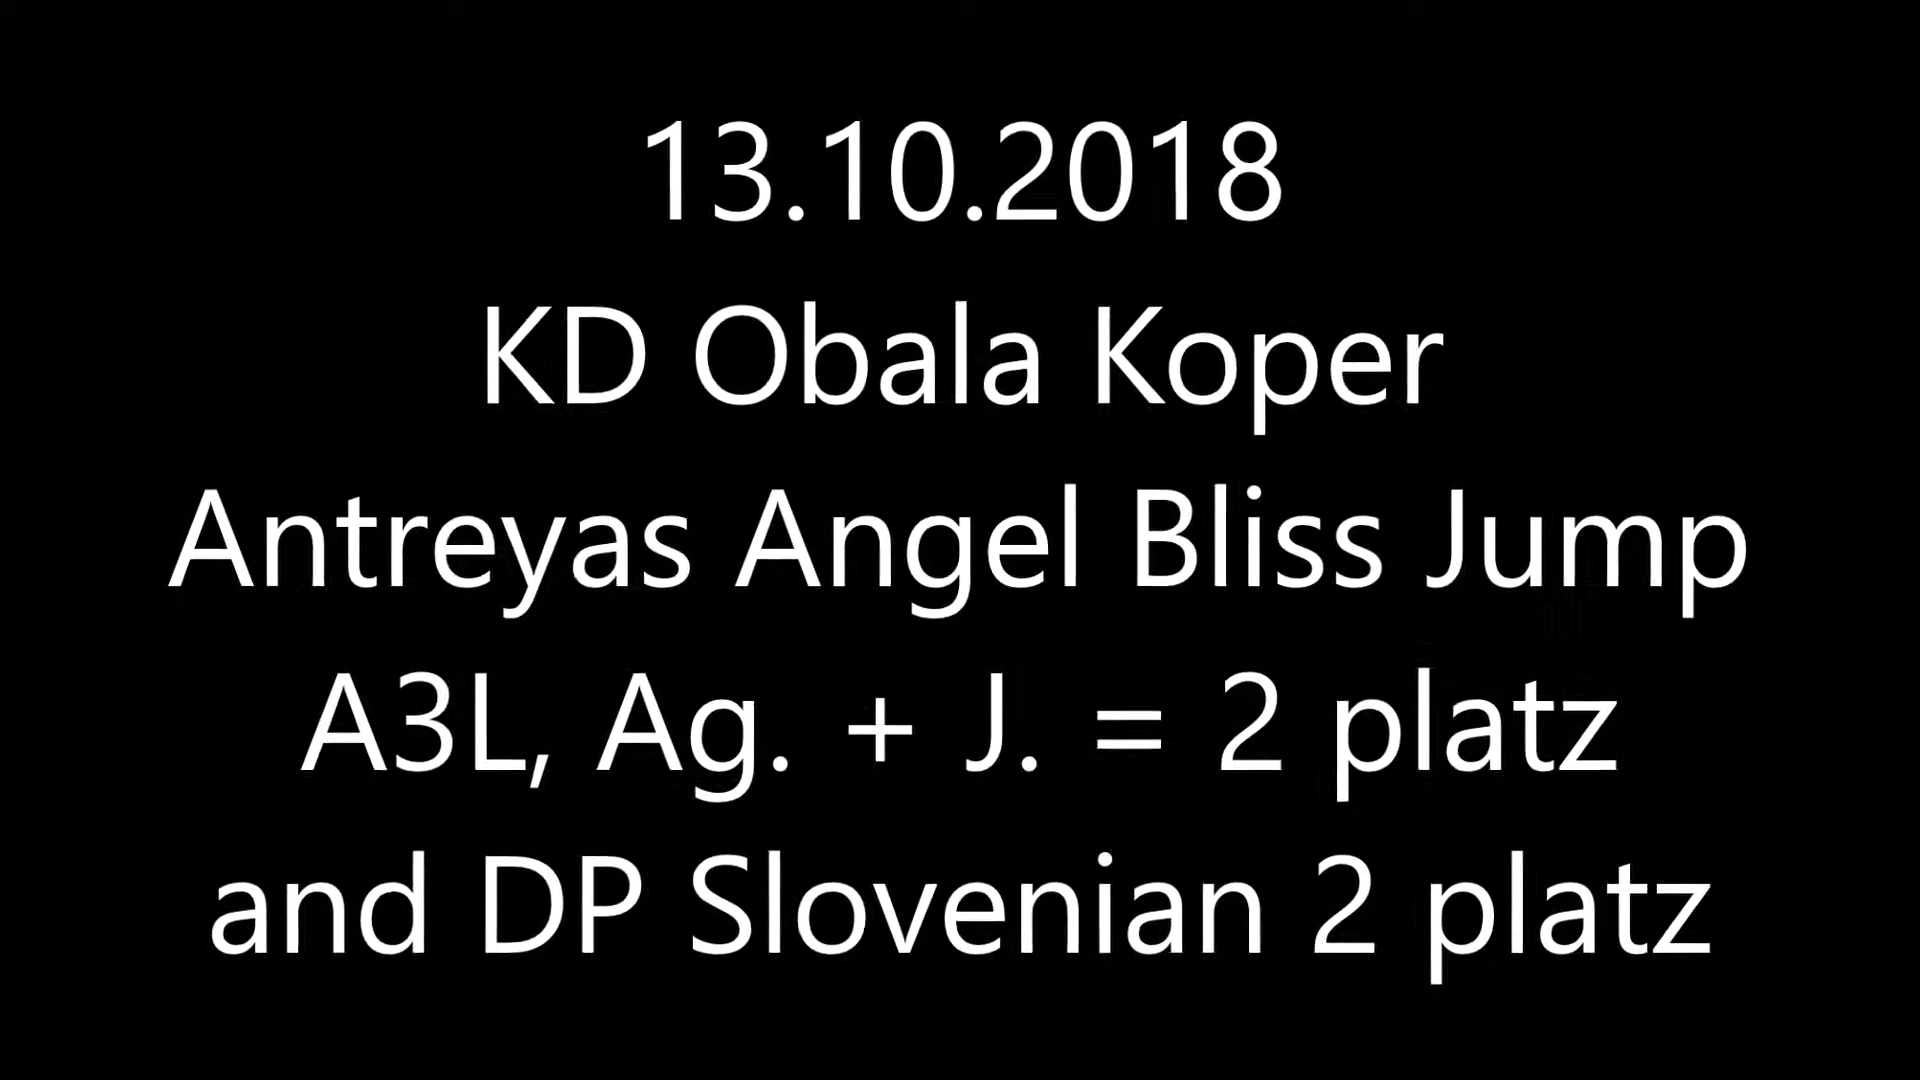 13.10.2018
KD Obala Koper
Antreyas Angel Bliss Jump
A3L, Ag. + J. = 2 platz
and DP Slovenian 2 platz